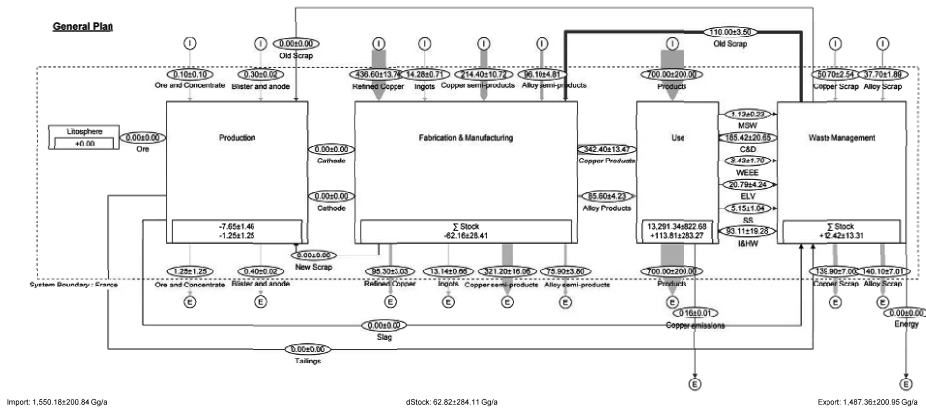 General Plan
I
I
0.00±0.00
Old Scrap
I
I
I
I
I
110.00±3.50
Old Scrap
I
I
0.10±0.10
Ore and Concentrate
0.30±0.02
Blister and anode
436.60±13.76
Refined Copper
14.28±0.71
Ingots
214.40±10.72
Copper semi-products
96.10±4.81
Alloy semi-products
700.00±200.00
Products
50.70±2.54
Copper Scrap
37.70±1.89
Alloy Scrap
Litosphere
+0.00
0.00±0.00
Ore
Production
0.00±0.00
Cathode
0.00±0.00
Cathode
Fabrication & Manufacturing
342.40±13.47
Copper Products
85.60±4.23
Alloy Products
Use
MSW
185.42±20.65
C&D
WEEE
20.79±4.24
ELV
5.15±1.04
SS
93.11±19.28
I&HW
Waste Management
-7.65±1.46
-1.25±1.25
Σ Stock
-62.16±28.41
13,291.34±822.68
+113.81±283.27
Σ Stock
+12.42±13.31
0.00±0.00
New Scrap
System Boundary : France
1.25±1.25
Ore and Concentrate
0.40±0.02
Blister and anode
95.30±3.03
Refined Copper
13.14±0.66
Ingots
321.20±16.06
Copper semi-products
75.90±3.80
Alloy semi-products
700.00±200.00
Products
139.90±7.00
Copper Scrap
140.10±7.01
Alloy Scrap
E
E
E
E
E
E
E
E
E
0.16±0.01
Copper emissions
0.00±0.00
Energy
0.00±0.00
Slag
0.00±0.00
Tailings
E
E
Import: 1,550.18±200.84 Gg/a
dStock: 62.82±284.11 Gg/a
Export: 1,487.36±200.95 Gg/a